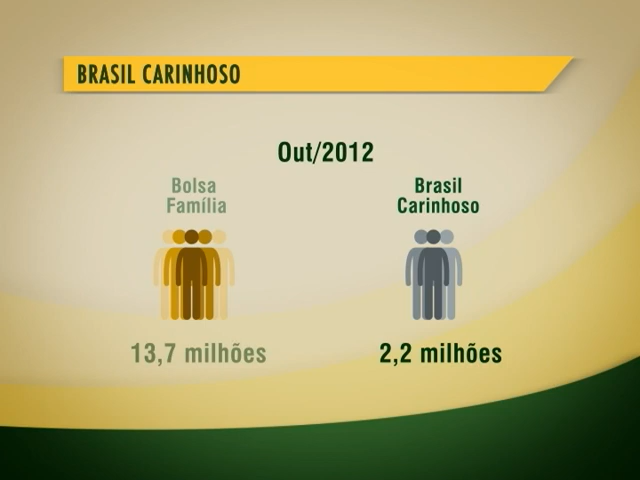 BRASIL CARINHOSO
Out/2012
Bolsa
Família
Brasil
Carinhoso
13,7 milhões
2,2 milhões